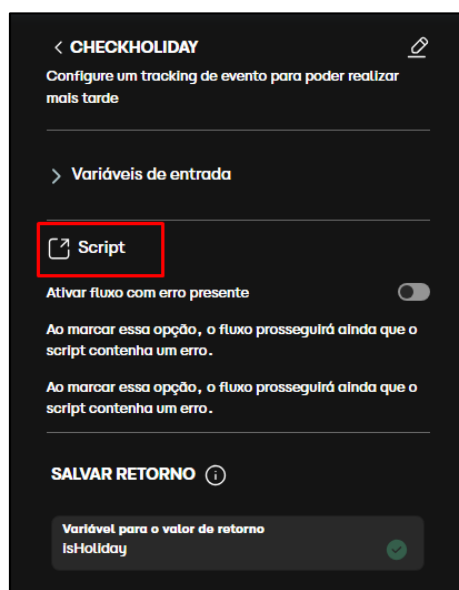 CHECKHOLIDAY
Configure um tracking de evento para poder realizar
mais tarde
Variáveis de entrada
Script
Ativar fluxo com erro presente
Ao marcar essa opção, o fluxo prosseguirá ainda que o
script contenha um erro.
Ao marcar essa opção, o fluxo prosseguirá ainda que o
script contenha um erro.
SALVAR RETORNO
Variável para o valor de retorno
isHoliday